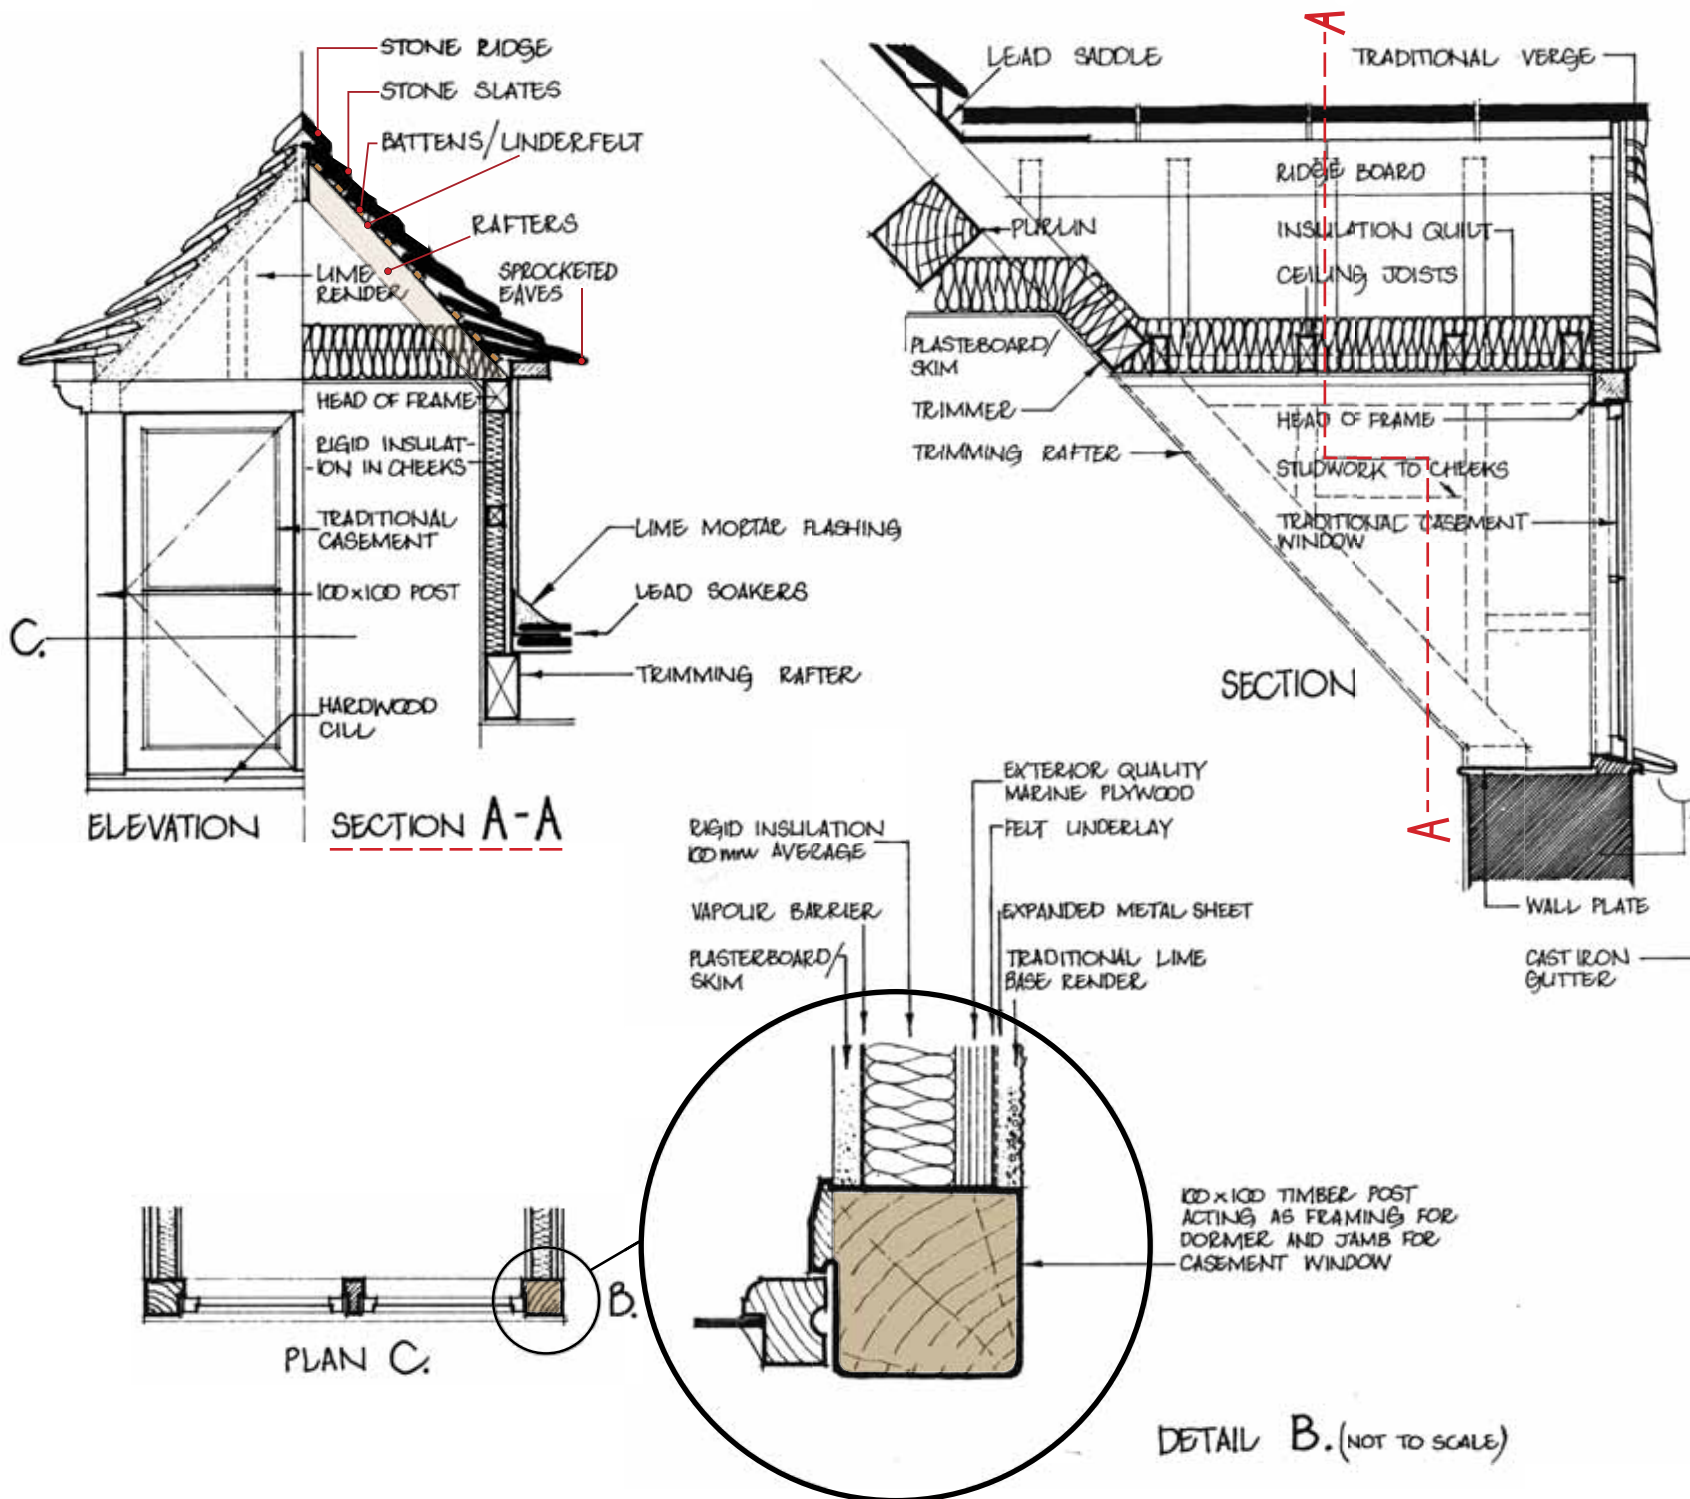 STONE RIDGE
STONE SLATES
BATTENS/UNDERFELT
RAFTERS
LIME
RENDER
SPROCKETED
EAVES
HEAD OF FRAME
RIGID INSULAT-
-ION IN CHEEKS
TRADITIONAL
CASEMENT
100x100 POST
C.
HARDWOOD
CILL
LIME MORTAR FLASHING
LEAD SOAKERS
TRIMMING RAFTER
ELEVATION
SECTION A-A
A
LEAD SADDLE
TRADITIONAL VERGE
RIDGE BOARD
PURLIN
INSULATION QUILT
CEILING JOISTS
PLASTEBOARD/
SKIM
TRIMMER
TRIMMING RAFTER
HEAD OF FRAME
STUDWORK TO CHEEKS
TRADITIONAL CASEMENT
WINDOW
SECTION
A
WALL PLATE
CAST IRON
GUTTER
EXTERIOR QUALITY
MARINE PLYWOOD
RIGID INSULATION
100mm AVERAGE
FELT UNDERLAY
VAPOUR BARRIER
EXPANDED METAL SHEET
PLASTERBOARD/
SKIM
TRADITIONAL LIME
BASE RENDER
100x100 TIMBER POST
ACTING AS FRAMING FOR
DORMER AND JAMB FOR
CASEMENT WINDOW
B.
PLAN C.
DETAIL B. (NOT TO SCALE)